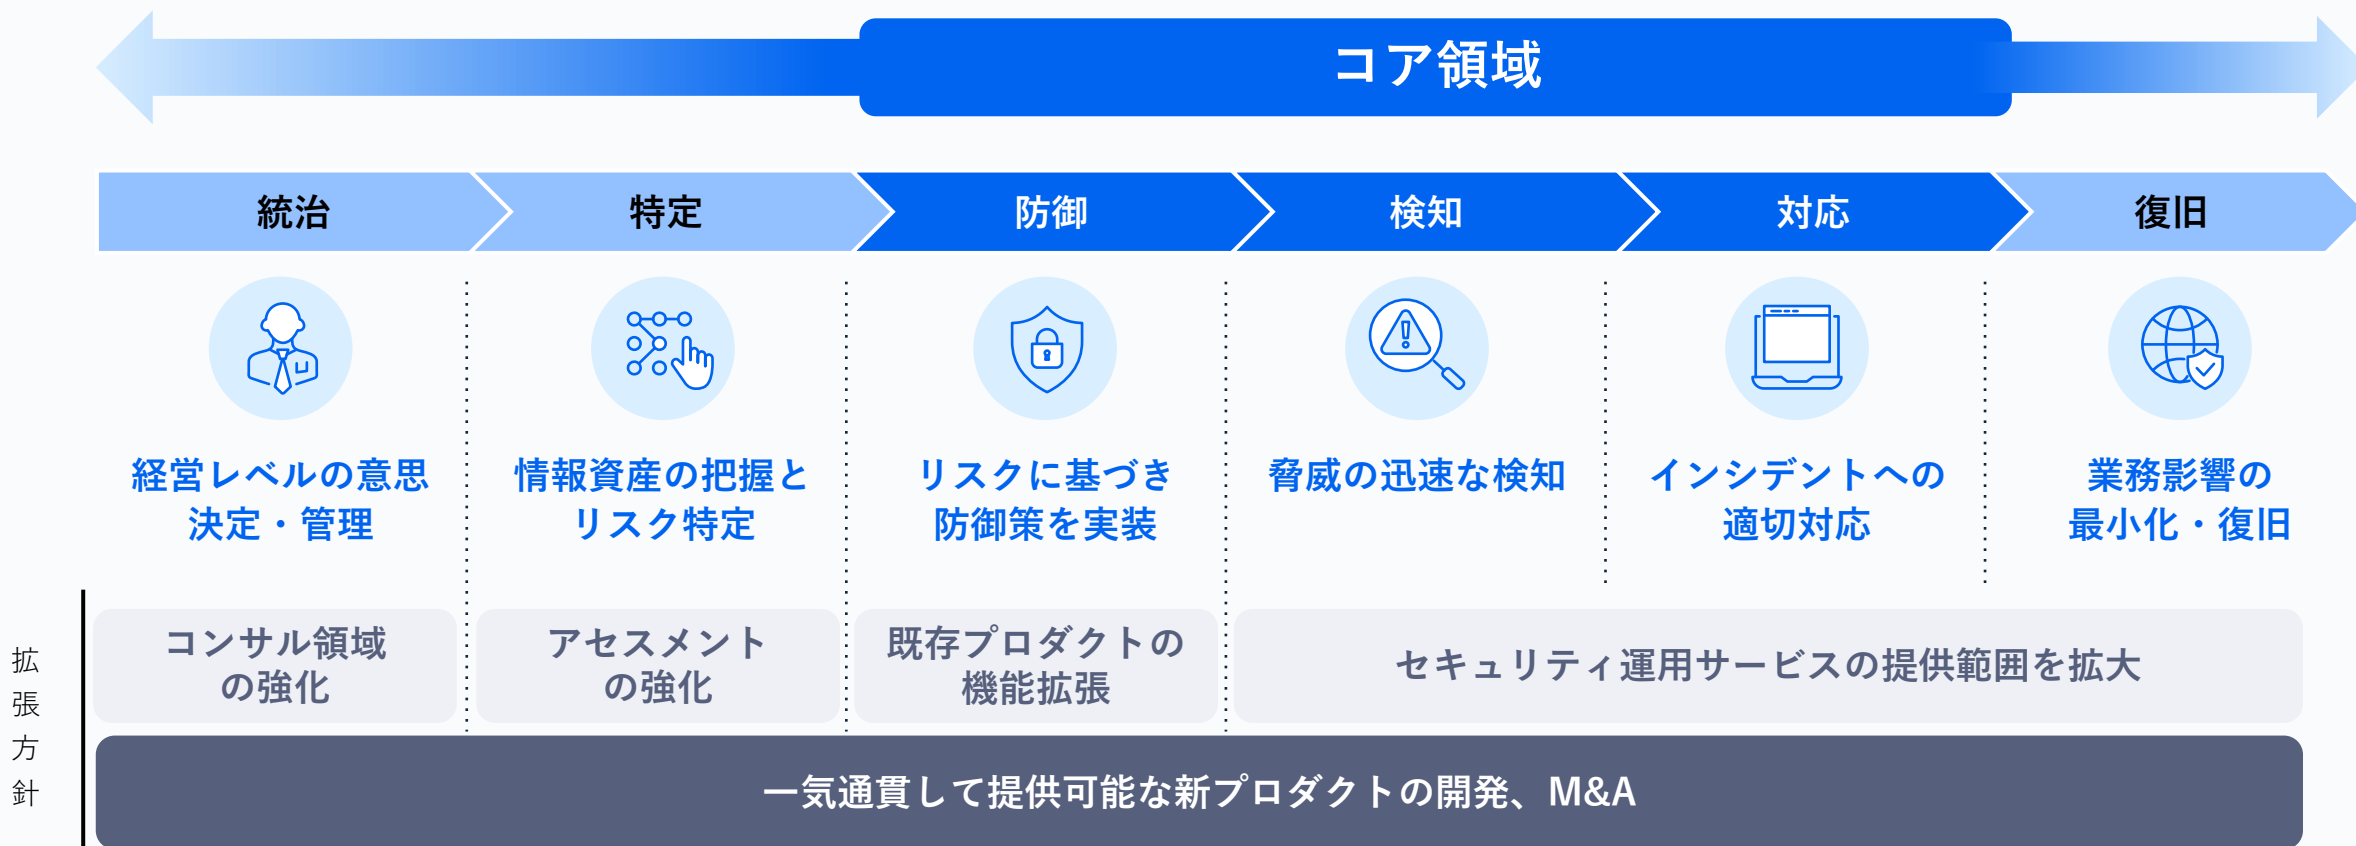 コア領域
統治
特定
防御
検知
対応
復旧
経営レベルの意思
決定・管理
情報資産の把握と
リスク特定
リスクに基づき
防御策を実装
脅威の迅速な検知
インシデントへの
適切対応
業務影響の
最小化・復旧
拡張方針
コンサル領域
の強化
アセスメント
の強化
既存プロダクトの
機能拡張
セキュリティ運用サービスの提供範囲を拡大
一気通貫して提供可能な新プロダクトの開発、M&A